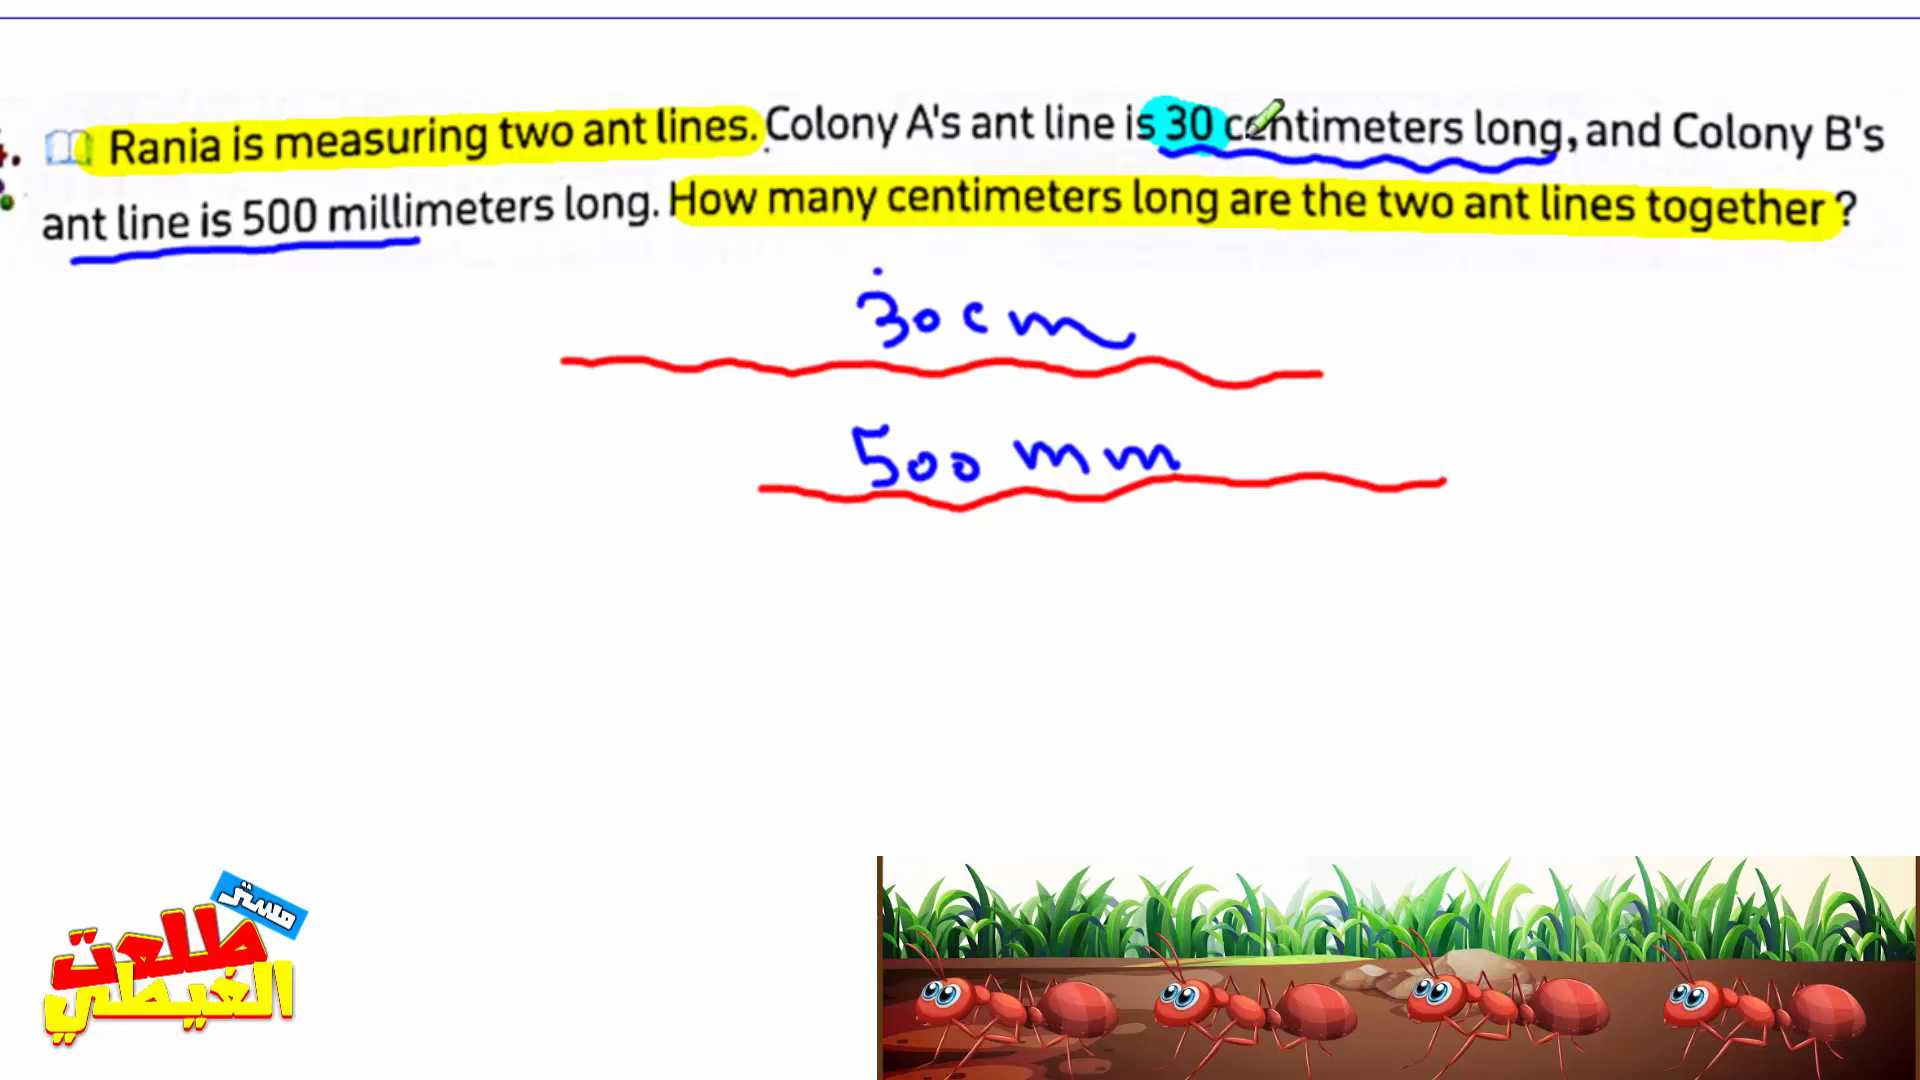 Rania is measuring two ant lines. Colony A's ant line is 30 centimeters long, and Colony B's
ant line is 500 millimeters long. How many centimeters long are the two ant lines together ?
30 cm
500 mm
مستر
طلعت
الغيطي